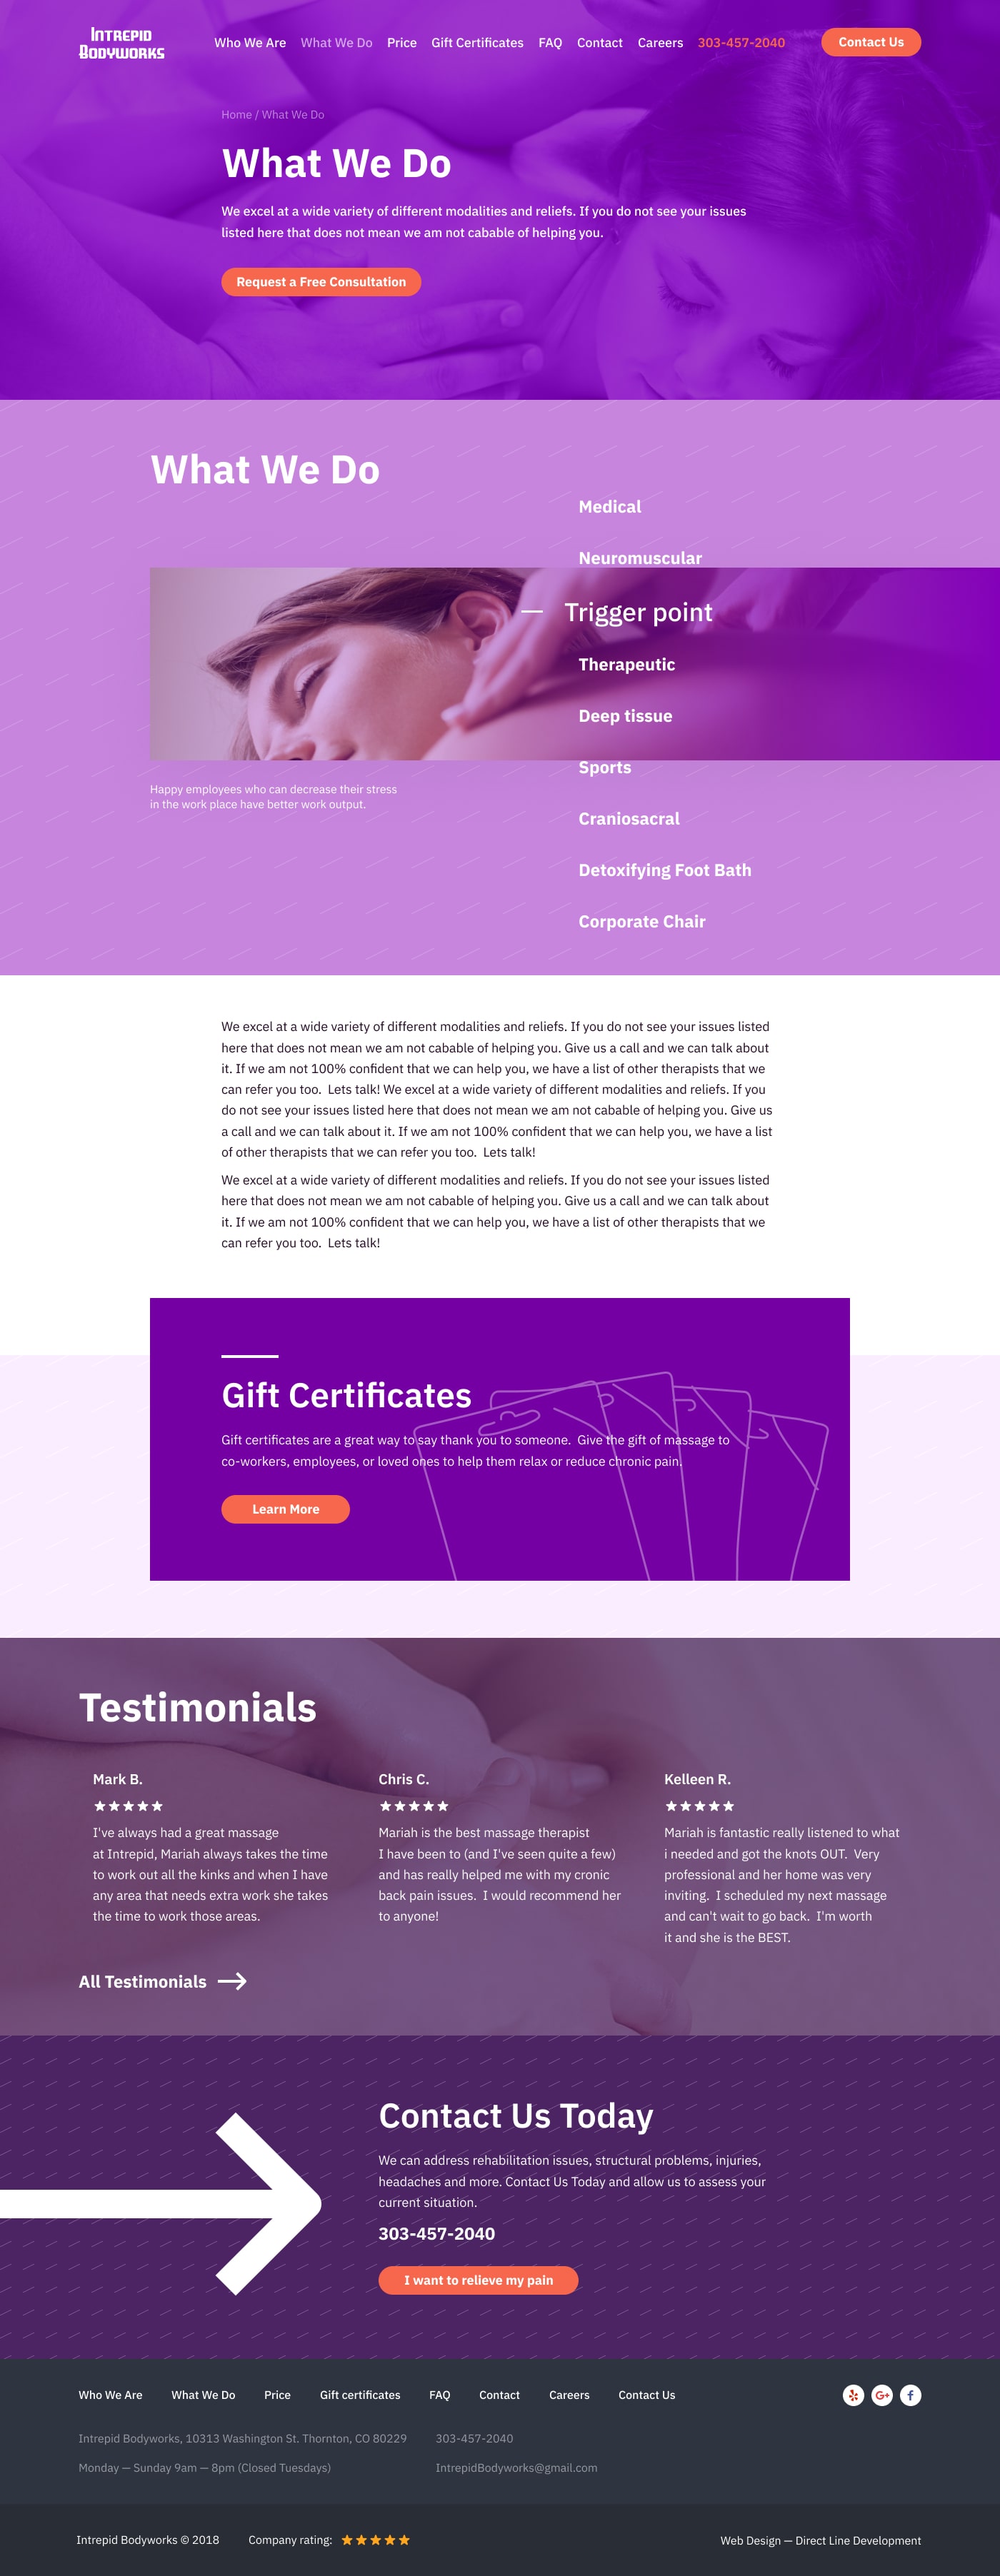 Intrepid
Bodyworks
Who We Are What We Do Price Gift Certificates FAQ Contact Careers 303-457-2040 Contact Us
Home / What We Do
What We Do
We excel at a wide variety of different modalities and reliefs. If you do not see your issues
listed here that does not mean we am not cabable of helping you.
Request a Free Consultation
What We Do
Medical
Neuromuscular
Trigger point
Therapeutic
Deep tissue
Sports
Happy employees who can decrease their stress
in the work place have better work output.
Craniosacral
Detoxifying Foot Bath
Corporate Chair
We excel at a wide variety of different modalities and reliefs. If you do not see your issues listed
here that does not mean we am not cabable of helping you. Give us a call and we can talk about
it. If we am not 100% confident that we can help you, we have a list of other therapists that we
can refer you too.  Lets talk! We excel at a wide variety of different modalities and reliefs. If you
do not see your issues listed here that does not mean we am not cabable of helping you. Give us
a call and we can talk about it. If we am not 100% confident that we can help you, we have a list
of other therapists that we can refer you too.  Lets talk!
We excel at a wide variety of different modalities and reliefs. If you do not see your issues listed
here that does not mean we am not cabable of helping you. Give us a call and we can talk about
it. If we am not 100% confident that we can help you, we have a list of other therapists that we
can refer you too.  Lets talk!
Gift Certificates
Gift certificates are a great way to say thank you to someone.  Give the gift of massage to
co-workers, employees, or loved ones to help them relax or reduce chronic pain.
Learn More
Testimonials
Mark B.
I've always had a great massage
at Intrepid, Mariah always takes the time
to work out all the kinks and when I have
any area that needs extra work she takes
the time to work those areas.
Chris C.
Mariah is the best massage therapist
I have been to (and I've seen quite a few)
and has really helped me with my cronic
back pain issues.  I would recommend her
to anyone!
Kelleen R.
Mariah is fantastic really listened to what
i needed and got the knots OUT.  Very
professional and her home was very
inviting.  I scheduled my next massage
and can't wait to go back.  I'm worth
it and she is the BEST.
All Testimonials
Contact Us Today
We can address rehabilitation issues, structural problems, injuries,
headaches and more. Contact Us Today and allow us to assess your
current situation.
303-457-2040
I want to relieve my pain
Who We Are What We Do Price Gift certificates FAQ Contact Careers Contact Us
G+ f
Intrepid Bodyworks, 10313 Washington St. Thornton, CO 80229 303-457-2040
Monday — Sunday 9am — 8pm (Closed Tuesdays) IntrepidBodyworks@gmail.com
Intrepid Bodyworks © 2018 Company rating: Web Design — Direct Line Development